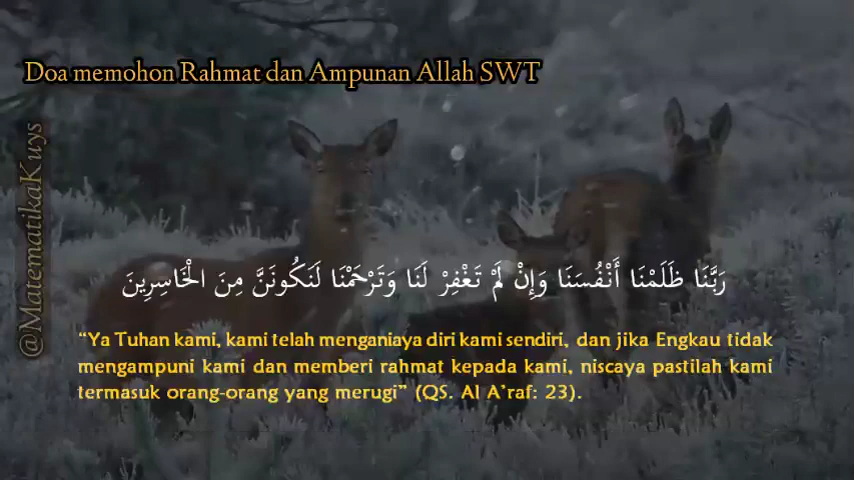 Doa memohon Rahmat dan Ampunan Allah SWT
@MatematikaKuys
رَبَّنَا ظَلَمْنَا أَنْفُسَنَا وَإِنْ لَمْ تَغْفِرْ لَنَا وَتَرْحَمْنَا لَنَكُونَنَّ مِنَ الْخَاسِرِينَ
“Ya Tuhan kami, kami telah menganiaya diri kami sendiri, dan jika Engkau tidak
mengampuni kami dan memberi rahmat kepada kami, niscaya pastilah kami
termasuk orang-orang yang merugi” (QS. Al A’raf: 23).